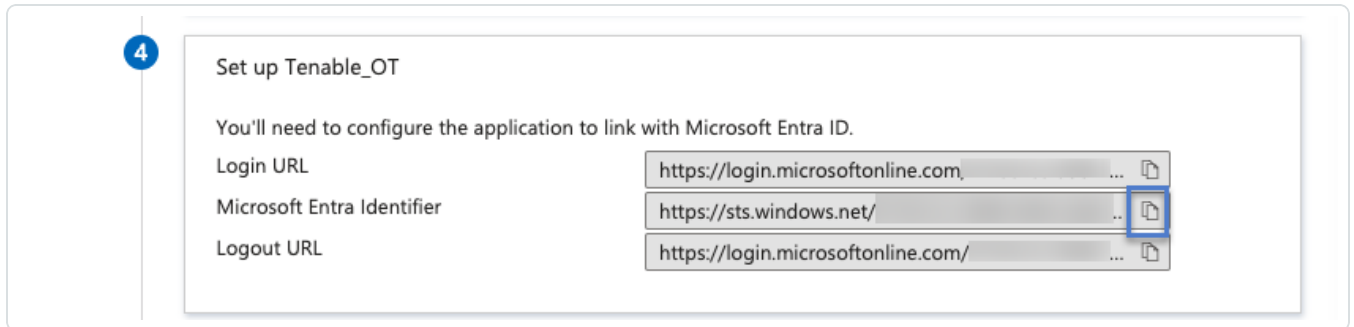 4
Set up Tenable_OT
You'll need to configure the application to link with Microsoft Entra ID.
Login URL https://login.microsoftonline.com, ...
Microsoft Entra Identifier https://sts.windows.net/ ..
Logout URL https://login.microsoftonline.com/ ...